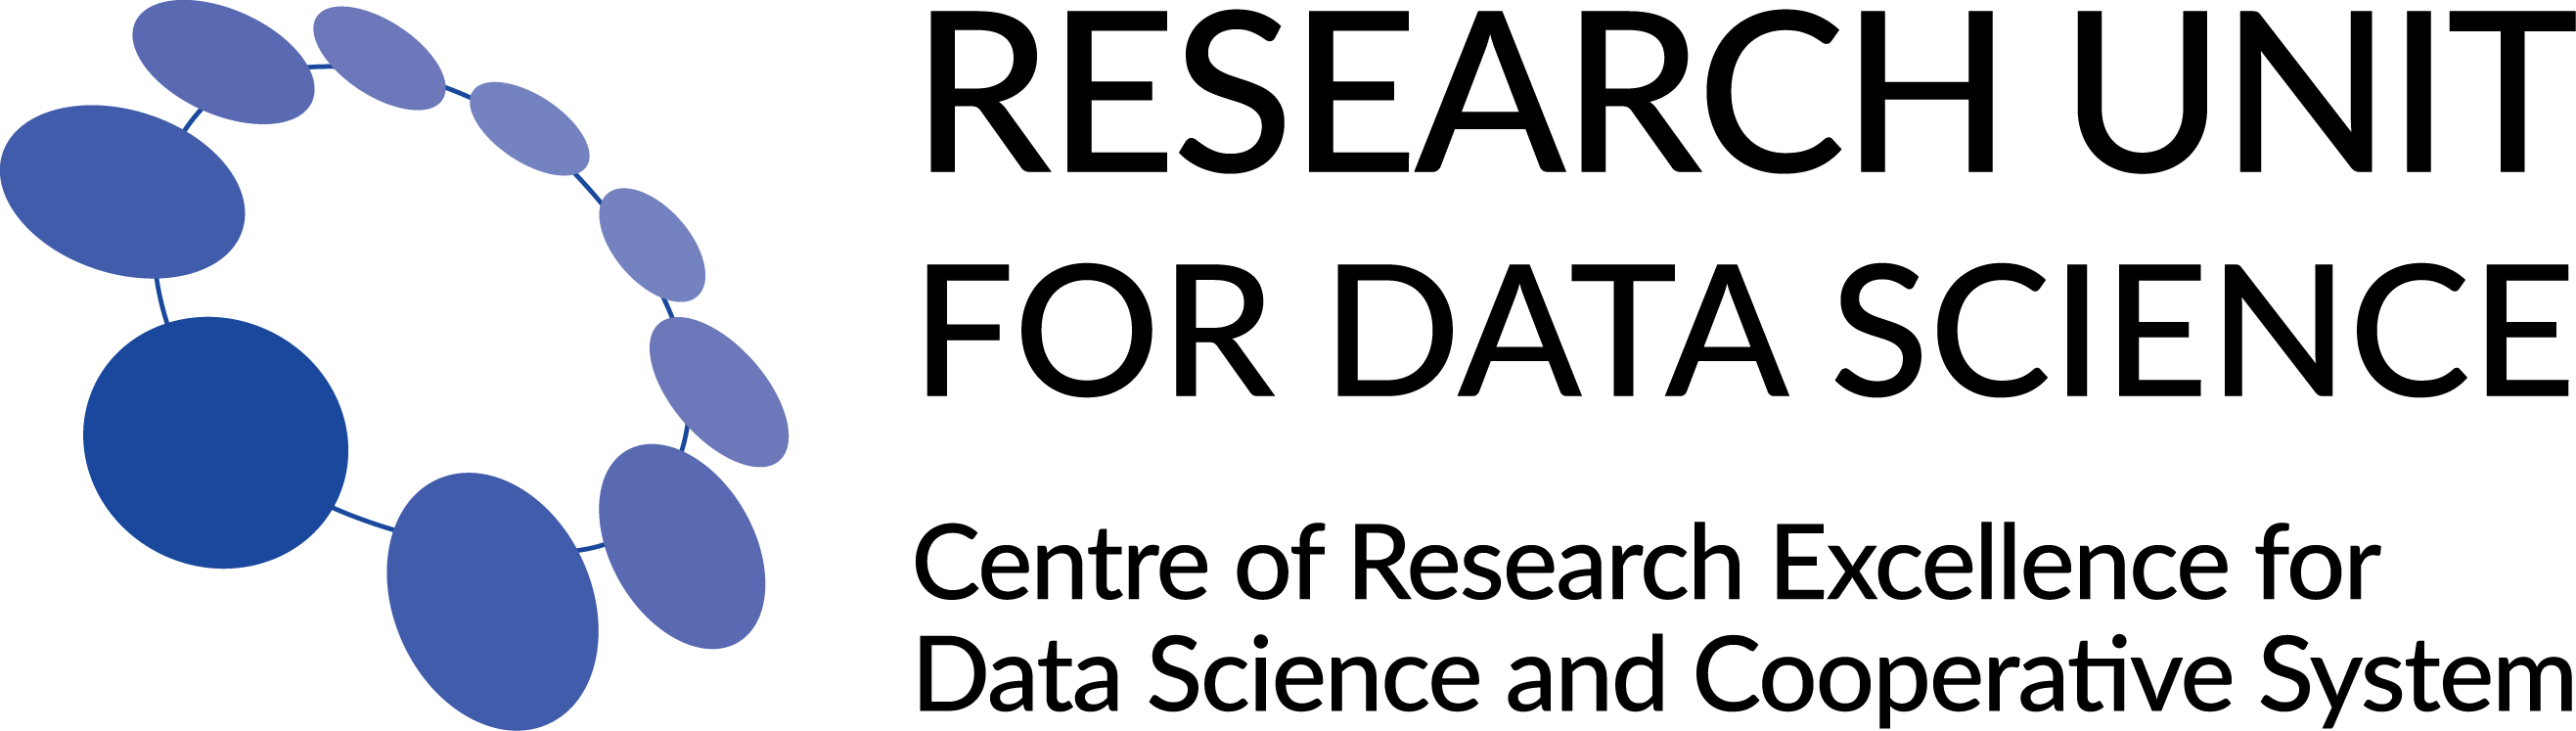 RESEARCH UNIT
FOR DATA SCIENCE
Centre of Research Excellence for
Data Science and Cooperative System